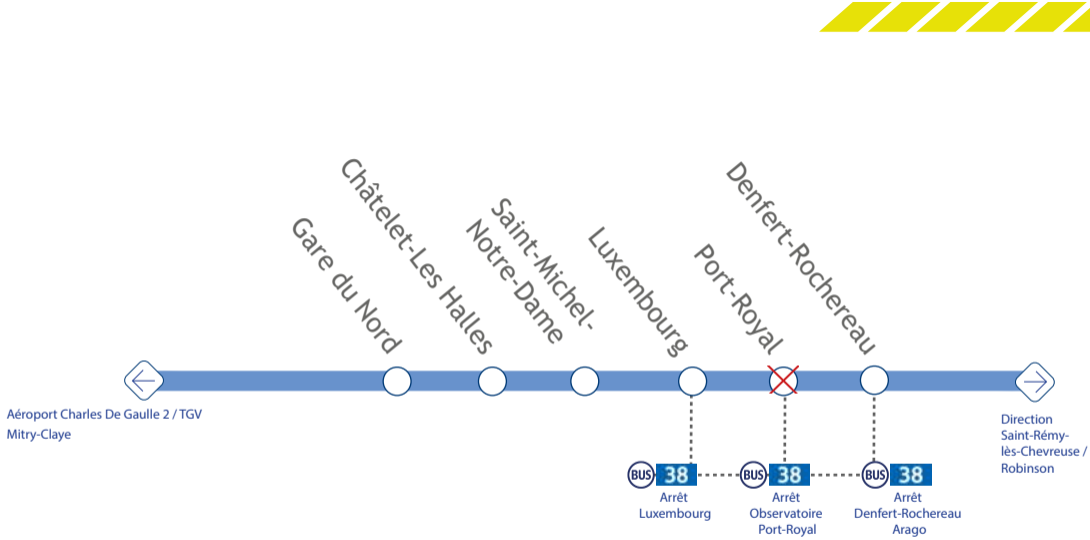 Gare du Nord
Châtelet-Les Halles
Saint-Michel-
Notre-Dame
Luxembourg
Port-Royal
Denfert-Rochereau
Aéroport Charles De Gaulle 2 / TGV
Mitry-Claye
Direction
Saint-Rémy-
lès-Chevreuse /
Robinson
BUS 38
Arrêt
Luxembourg
BUS 38
Arrêt
Observatoire
Port-Royal
BUS 38
Arrêt
Denfert-Rochereau
Arago